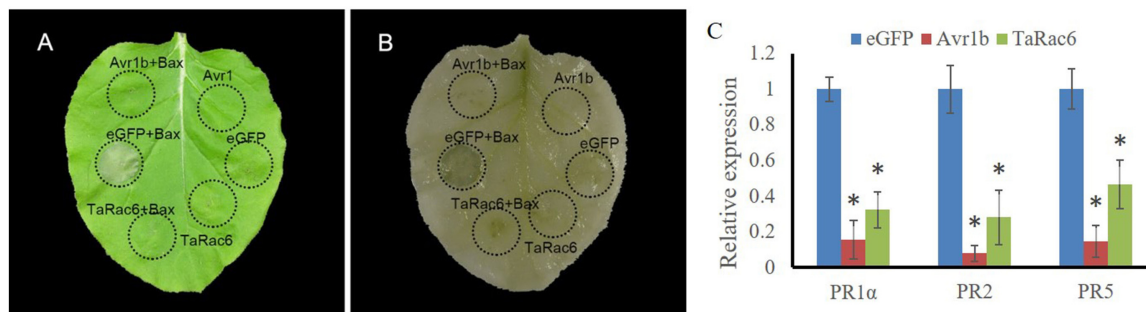 A
Avr1b+Bax
Avr1
eGFP+Bax
eGFP
TaRac6+Bax
TaRac6
B
Avr1b+Bax
Avr1b
eGFP+Bax
eGFP
TaRac6+Bax
TaRac6
C
eGFP Avr1b TaRac6
Relative expression
1.2
1
0.8
0.6
0.4
0.2
0
* * * * * *
PR1α PR2 PR5